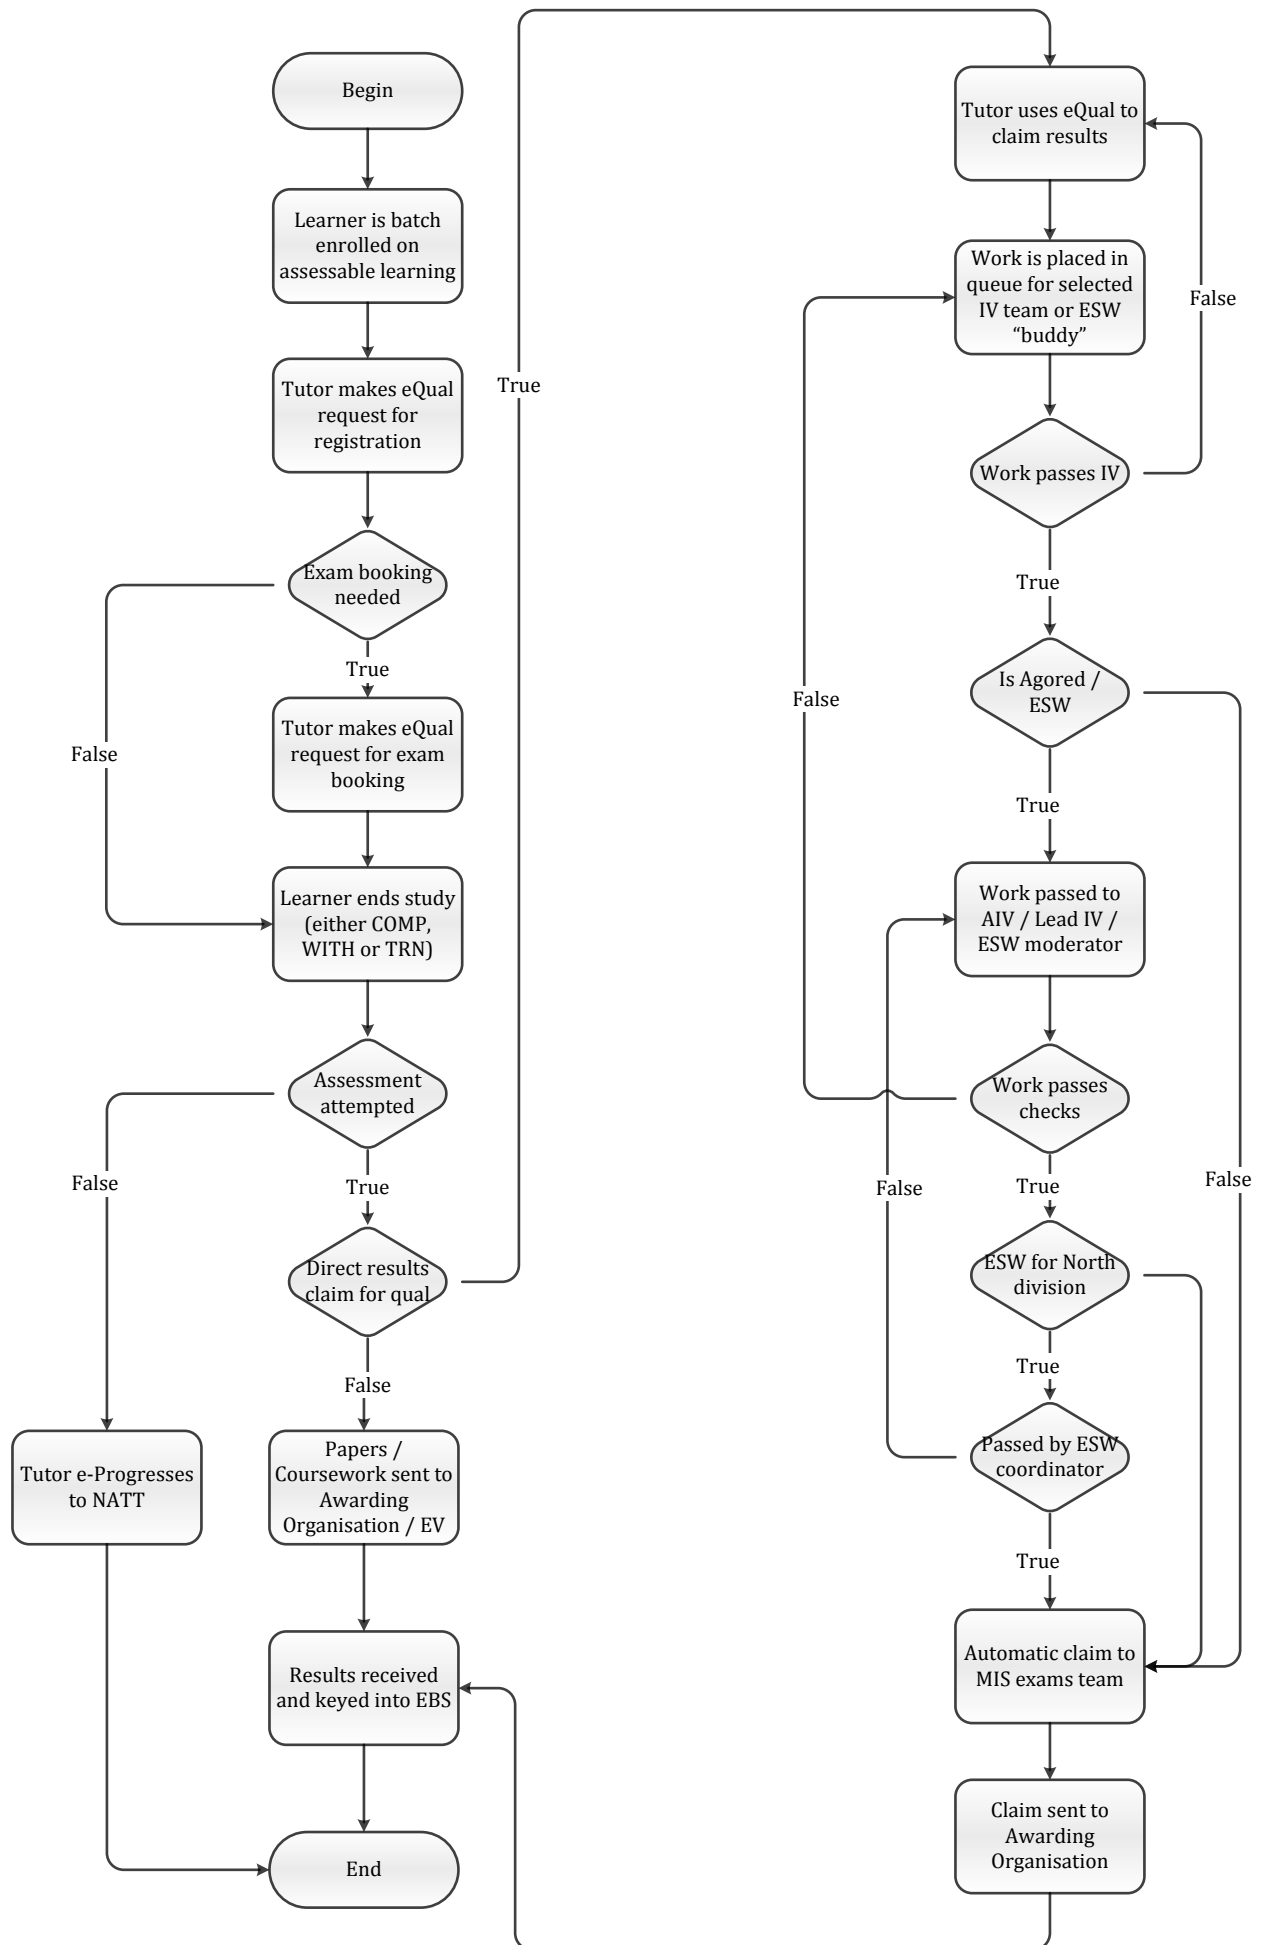 Begin
Learner is batch
enrolled on
assessable learning
Tutor makes eQual
request for
registration
Exam booking
needed
True
False
Tutor makes eQual
request for exam
booking
Learner ends study
(either COMP,
WITH or TRN)
Assessment
attempted
False
True
Direct results
claim for qual
True
False
Tutor e-Progresses
to NATT
Papers /
Coursework sent to
Awarding
Organisation / EV
Results received
and keyed into EBS
End
Tutor uses eQual to
claim results
Work is placed in
queue for selected
IV team or ESW
“buddy”
False
Work passes IV
True
Is Agored /
ESW
False
True
Work passed to
AIV / Lead IV /
ESW moderator
Work passes
checks
False
True
False
ESW for North
division
True
Passed by ESW
coordinator
True
Automatic claim to
MIS exams team
Claim sent to
Awarding
Organisation